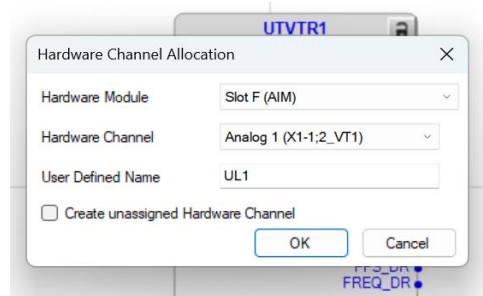 UTVTR1
Hardware Channel Allocation
Hardware Module
Slot F (AIM)
Hardware Channel
Analog 1 (X1-1;2_VT1)
User Defined Name
UL1
Create unassigned Hardware Channel
OK
Cancel
FREQ_DR